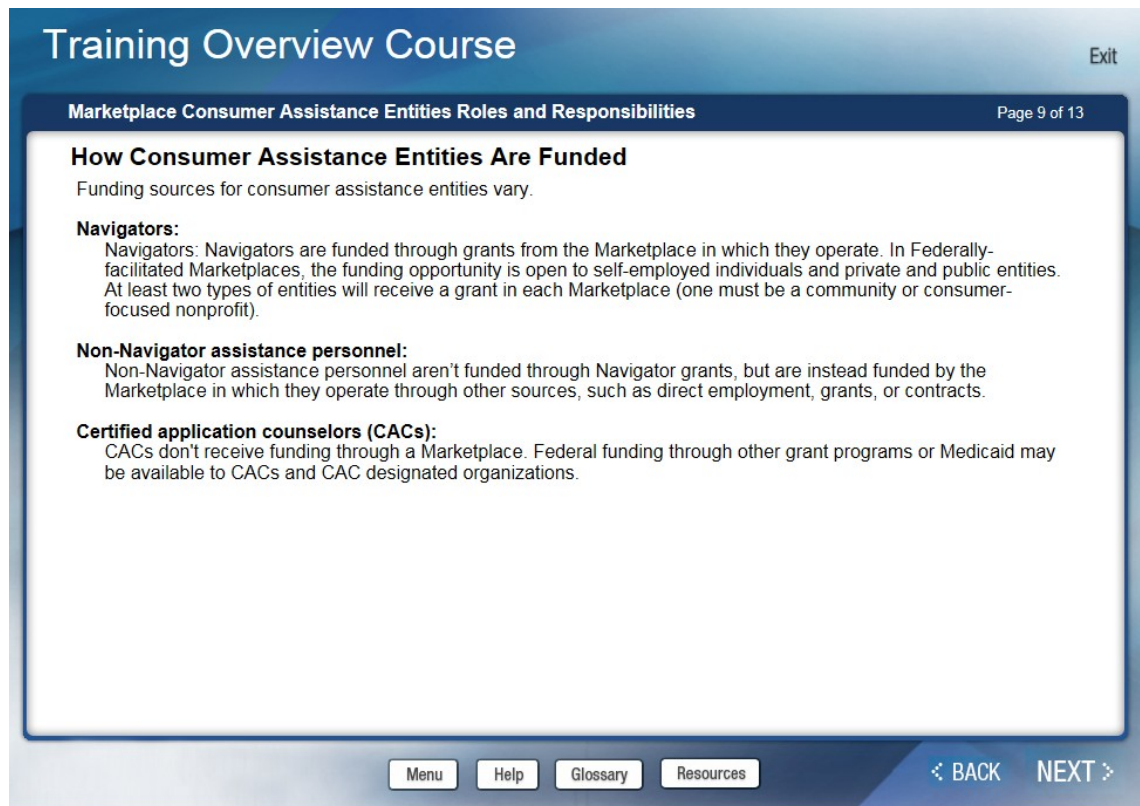 Training Overview Course
Exit
Marketplace Consumer Assistance Entities Roles and Responsibilities
Page 9 of 13
How Consumer Assistance Entities Are Funded
Funding sources for consumer assistance entities vary.
Navigators:
Navigators: Navigators are funded through grants from the Marketplace in which they operate. In Federally-
facilitated Marketplaces, the funding opportunity is open to self-employed individuals and private and public entities.
At least two types of entities will receive a grant in each Marketplace (one must be a community or consumer-
focused nonprofit).
Non-Navigator assistance personnel:
Non-Navigator assistance personnel aren’t funded through Navigator grants, but are instead funded by the
Marketplace in which they operate through other sources, such as direct employment, grants, or contracts.
Certified application counselors (CACs):
CACs don't receive funding through a Marketplace. Federal funding through other grant programs or Medicaid may
be available to CACs and CAC designated organizations.
Menu
Help
Glossary
Resources
< BACK
NEXT >